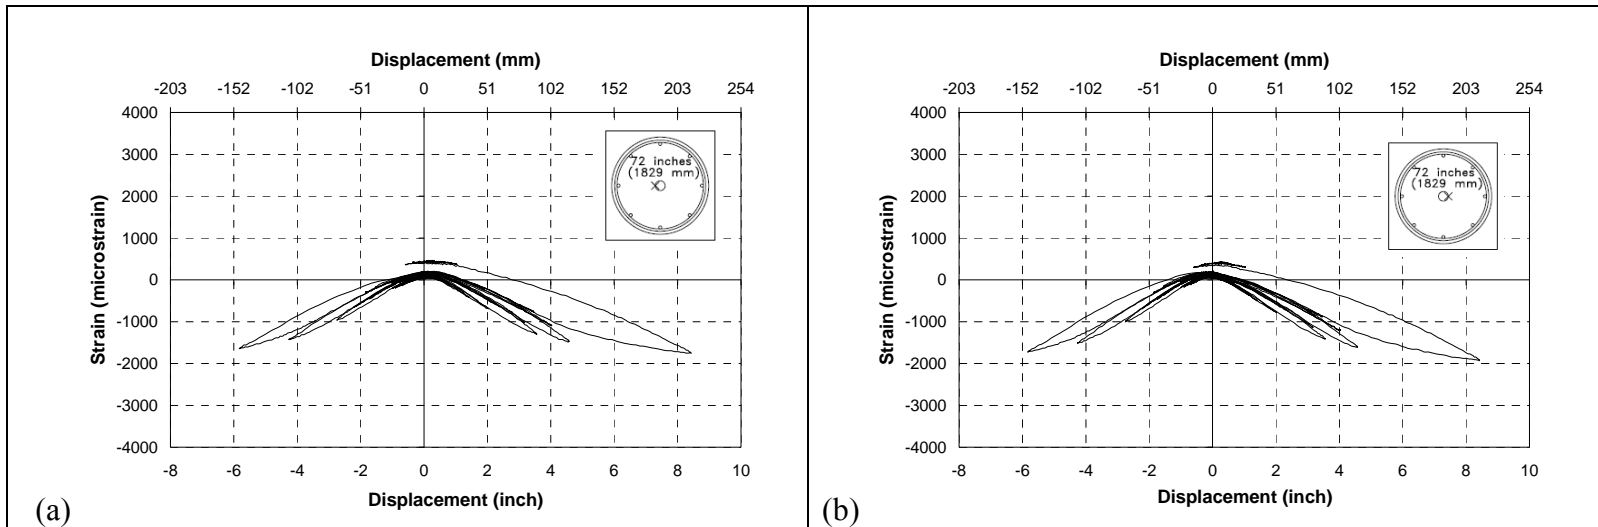 Displacement (mm)
-203 -152 -102 -51 0 51 102 152 203 254
4000
3000
2000
1000
0
-1000
-2000
-3000
-4000
Strain (microstrain)
72 inches
(1829 mm)
X
-8 -6 -4 -2 0 2 4 6 8 10
Displacement (inch)
(a)
Displacement (mm)
-203 -152 -102 -51 0 51 102 152 203 254
4000
3000
2000
1000
0
-1000
-2000
-3000
-4000
Strain (microstrain)
72 inches
(1829 mm)
X
-8 -6 -4 -2 0 2 4 6 8 10
Displacement (inch)
(b)